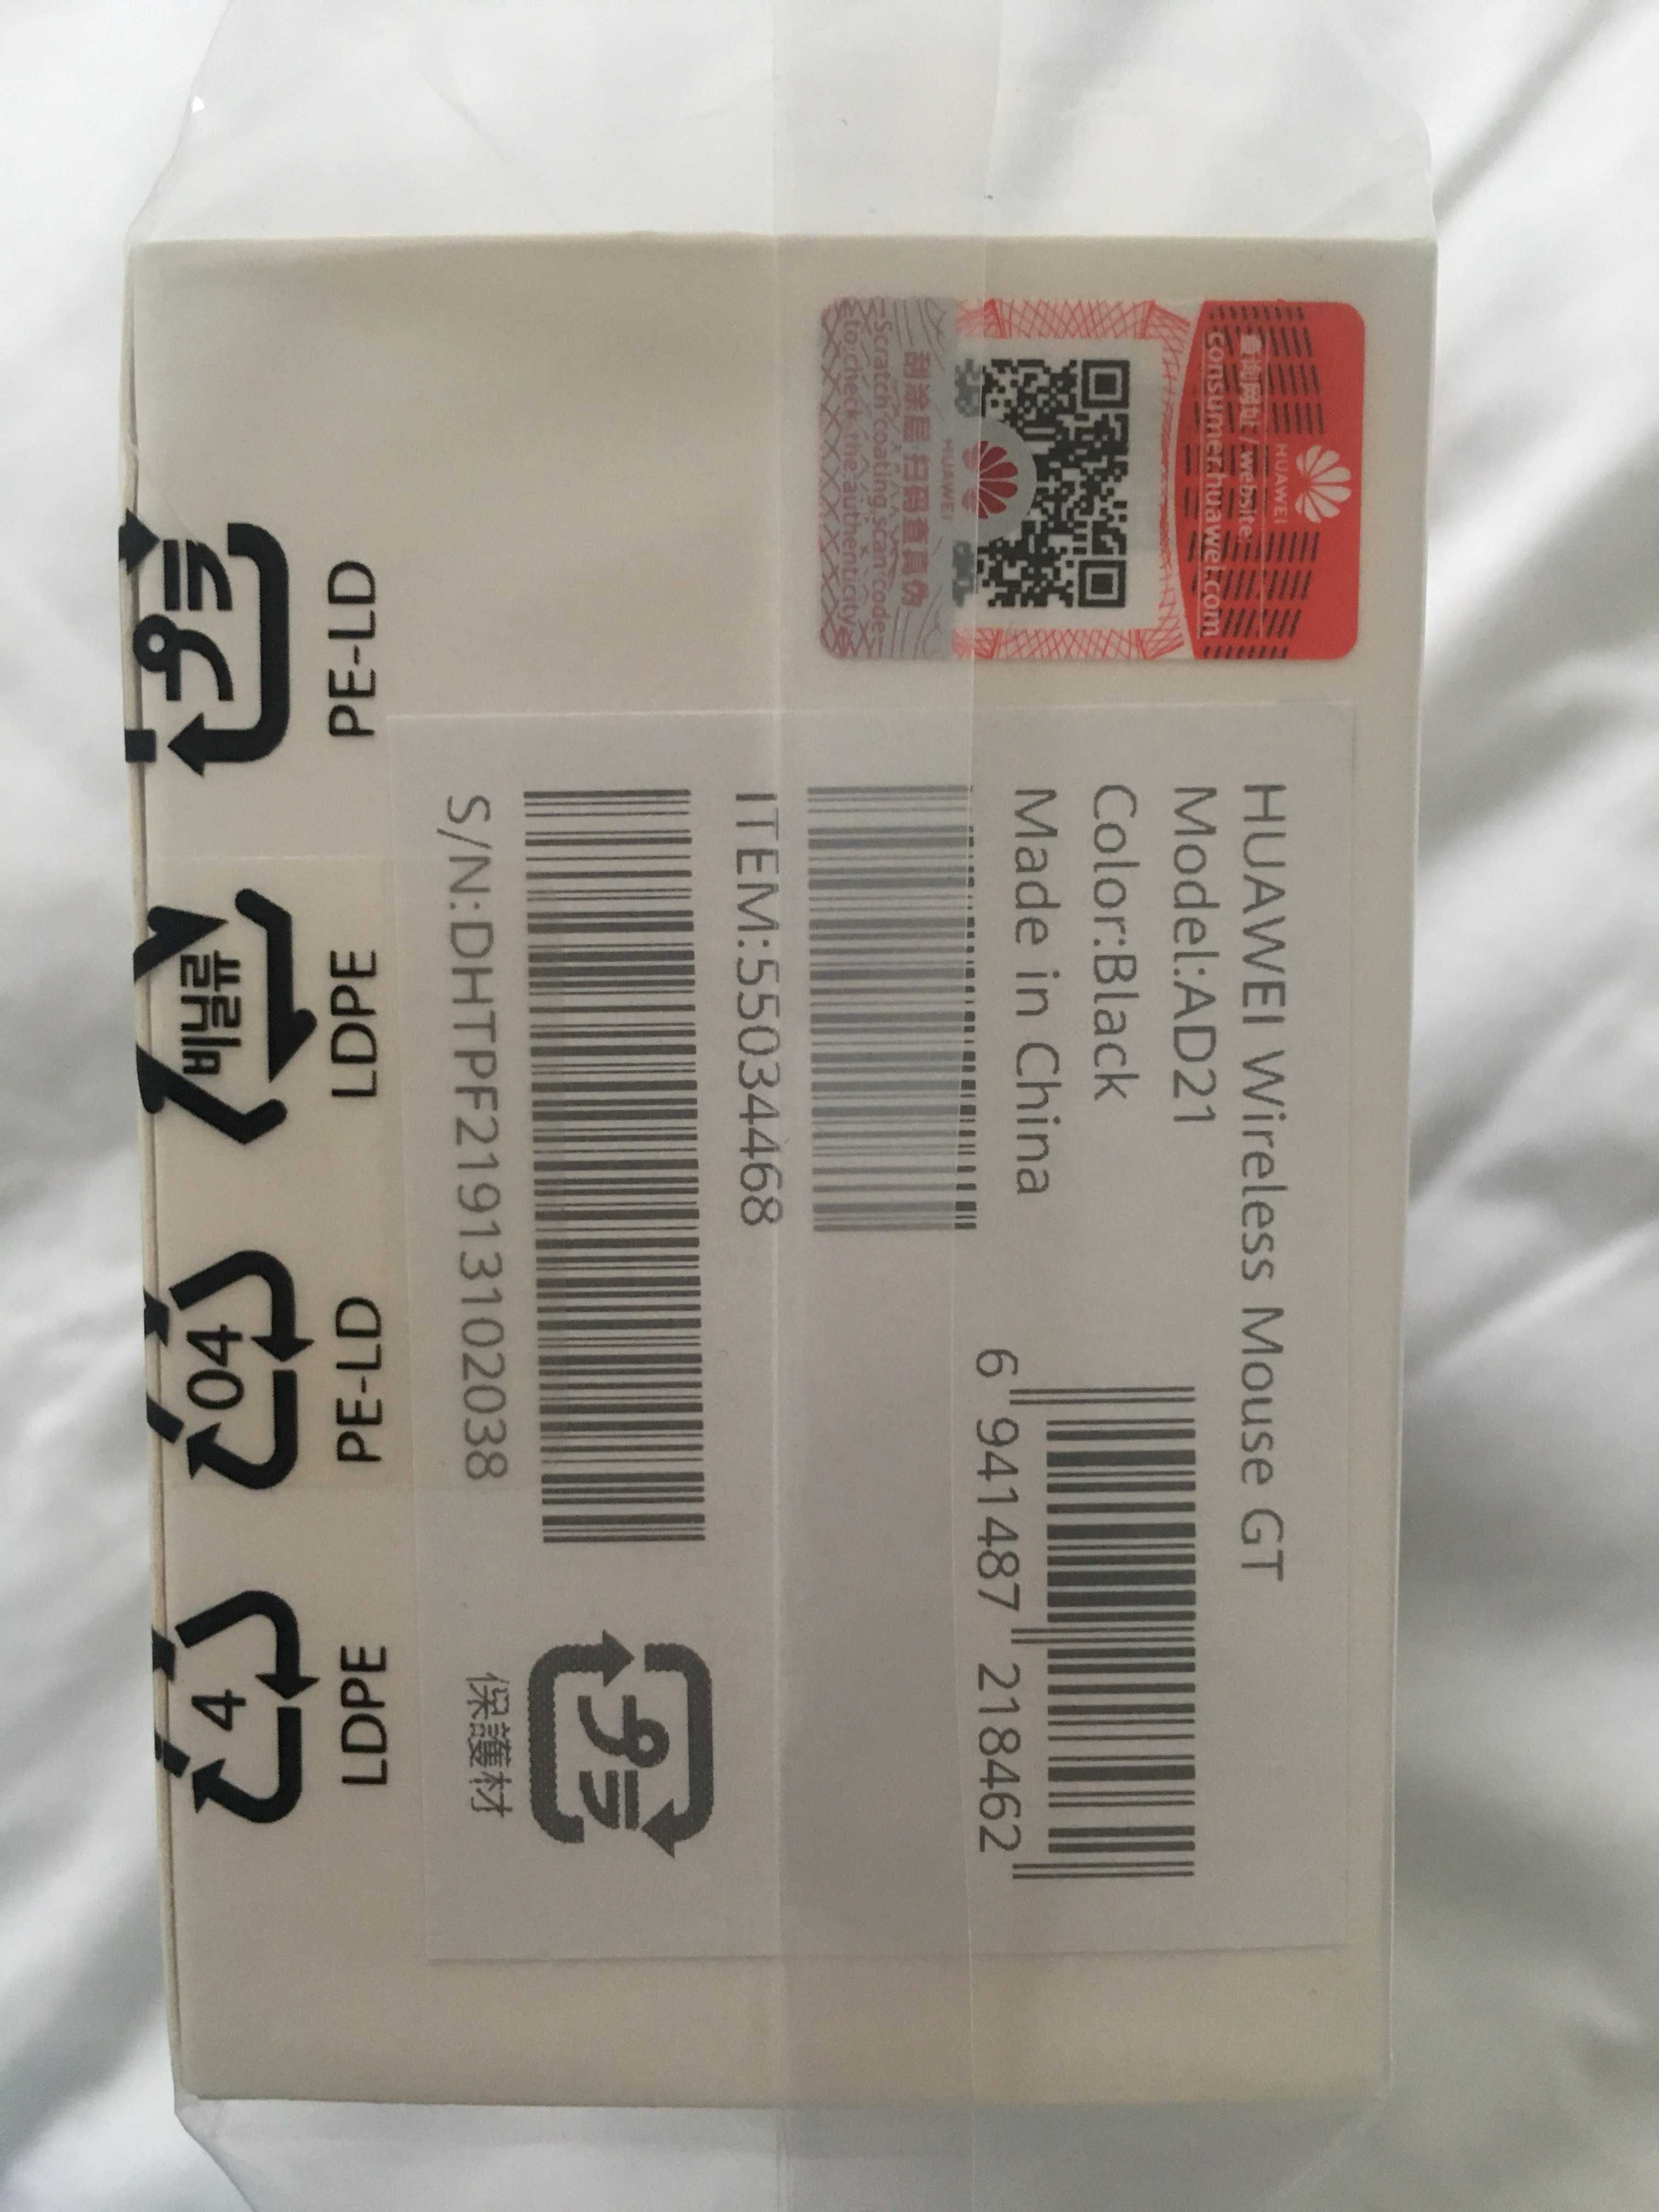 HUAWEI
查询网址/website:
consumer.huawei.com
HUAWEI
刮涂层 扫码查真伪
Scratch coating,scan code
to check the authenticity
HUAWEI Wireless Mouse GT
Model:AD21
Color:Black
Made in China
6 941487 218462
ITEM:55034468
S/N:DHTPF21913102038
プラ
保護材
PE-LD
LDPE
PE-LD
LDPE
プラ
비닐류
04
4